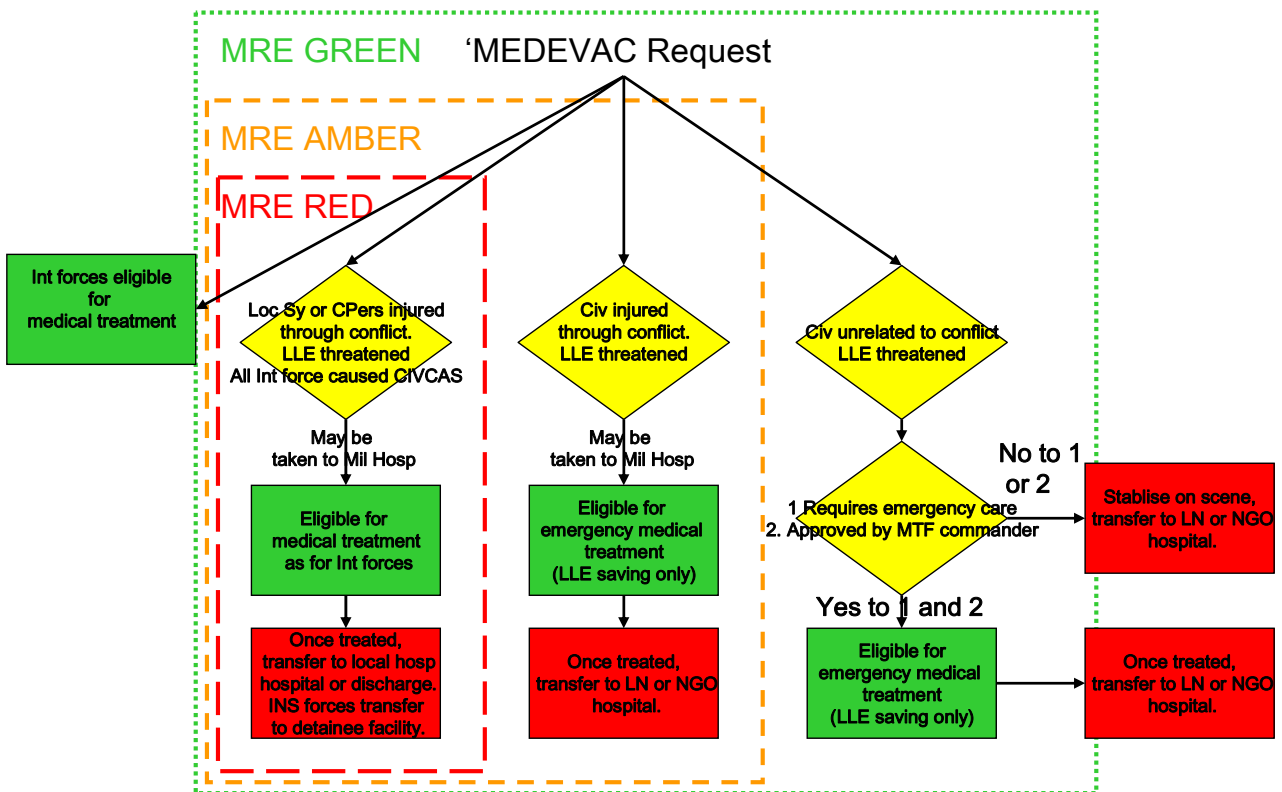 MRE GREEN
‘MEDEVAC Request
MRE AMBER
MRE RED
Int forces eligible
for
medical treatment
Loc Sy or CPers injured
through conflict.
LLE threatened
All Int force caused CIVCAS
Civ injured
through conflict.
LLE threatened
Civ unrelated to conflict
LLE threatened
May be
taken to Mil Hosp
May be
taken to Mil Hosp
No to 1
or 2
Eligible for
medical treatment
as for Int forces
Eligible for
emergency medical
treatment
(LLE saving only)
1 Requires emergency care
2. Approved by MTF commander
Stablise on scene,
transfer to LN or NGO
hospital.
Yes to 1 and 2
Once treated,
transfer to local hosp
hospital or discharge.
INS forces transfer
to detainee facility.
Once treated,
transfer to LN or NGO
hospital.
Eligible for
emergency medical
treatment
(LLE saving only)
Once treated,
transfer to LN or NGO
hospital.